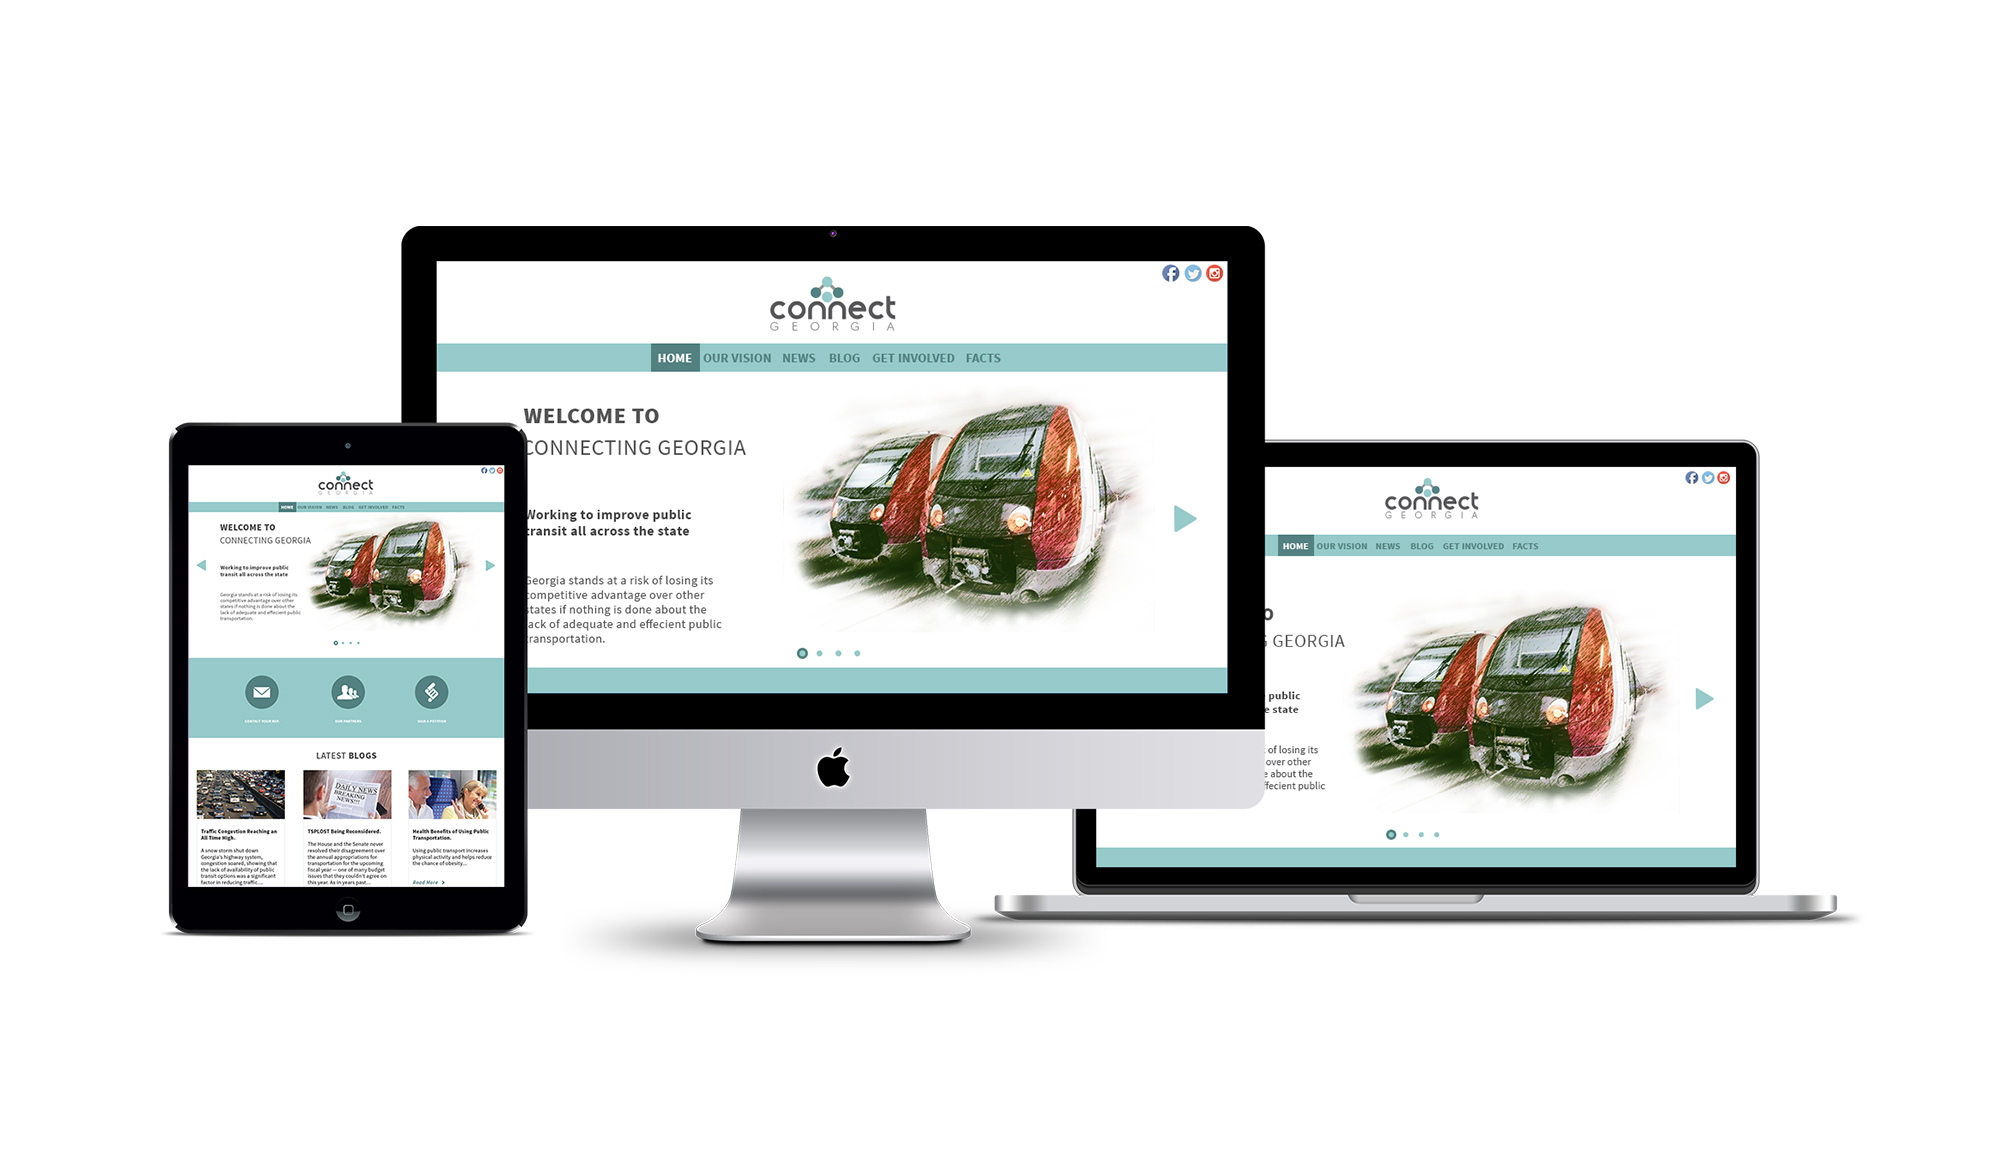 connect
GEORGIA
HOME OUR VISION NEWS BLOG GET INVOLVED FACTS
WELCOME TO
CONNECTING GEORGIA
Working to improve public
transit all across the state
Georgia stands at a risk of losing its
competitive advantage over other
states if nothing is done about the
lack of adequate and effecient public
transportation.
connect
GEORGIA
HOME OUR VISION NEWS BLOG GET INVOLVED FACTS
WELCOME TO
CONNECTING GEORGIA
Working to improve public
transit all across the state
Georgia stands at a risk of losing its
competitive advantage over other
states if nothing is done about the
lack of adequate and effecient public
transportation.
CONTACT YOUR REP. OUR PARTNERS SIGN A PETITION
LATEST BLOGS
DAILY NEWS
BREAKING
NEWS!!!
Traffic Congestion Reaching an
All Time High.
A snow storm shut down
Georgia's highway system,
congestion soared, showing that
the lack of availability of public
transit options was a significant
factor in reducing traffic....
TSPLOST Being Reconsidered.
The House and the Senate never
resolved their disagreement over
the annual appropriations for
transportation for the upcoming
fiscal year — one of many budget
issues that they couldn't agree on
this year. As in years past...
Health Benefits of Using Public
Transportation.
Using public transport increases
physical activity and helps reduce
the chance of obesity...
Read More >
connect
GEORGIA
HOME OUR VISION NEWS BLOG GET INVOLVED FACTS
O
G GEORGIA
public
e state
of losing its
over other
e about the
ffecient public